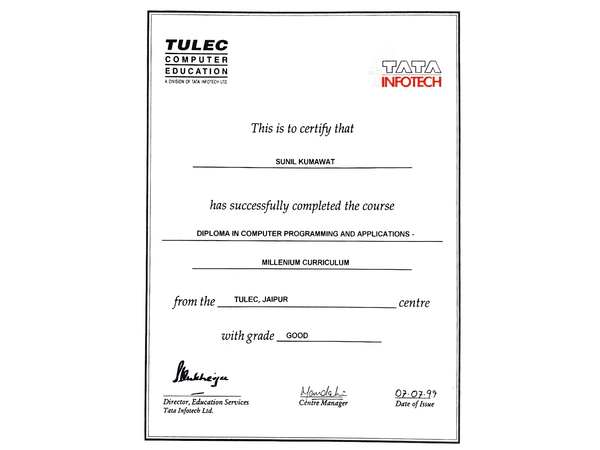 TULEC
COMPUTER
EDUCATION
A DIVISION OF TATA INFOTECH LTD
TATA
INFOTECH
This is to certify that
SUNIL KUMAWAT
has successfully completed the course
DIPLOMA IN COMPUTER PROGRAMMING AND APPLICATIONS -
MILLENIUM CURRICULUM
from the TULEC, JAIPUR centre
with grade GOOD
07.07.99
Director, Education Services
Tata Infotech Ltd.
Centre Manager
Date of Issue